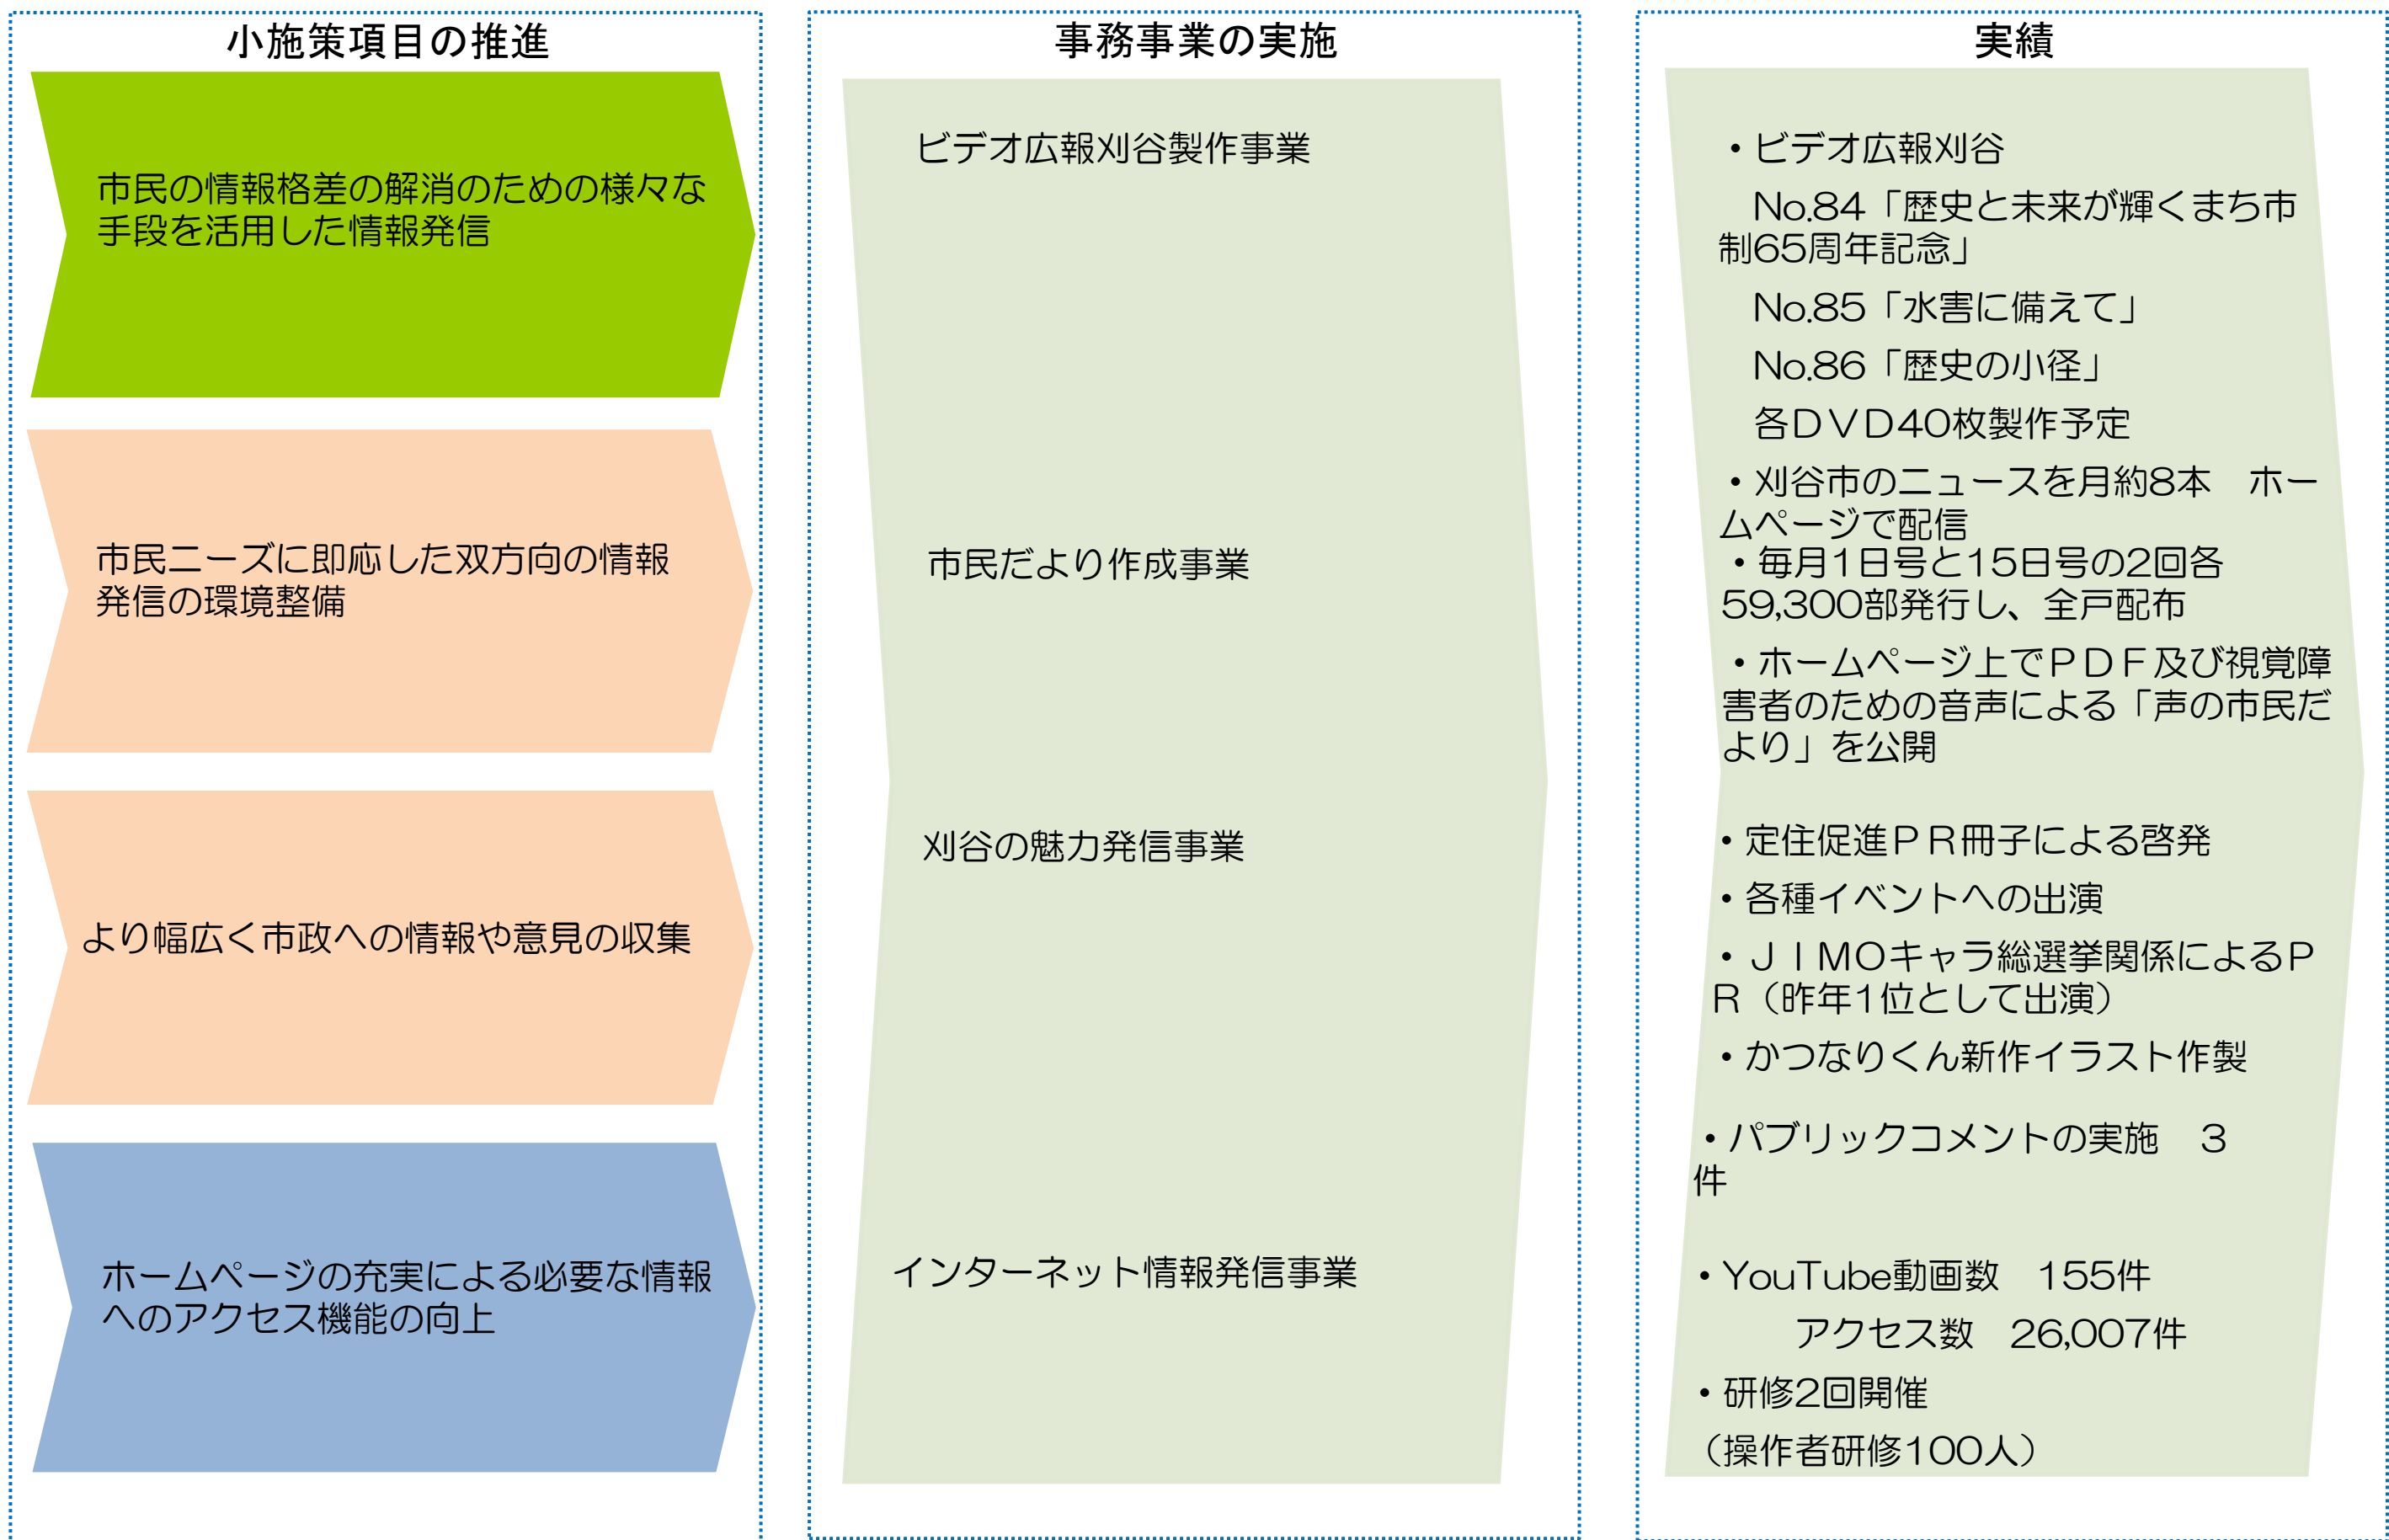 小施策項目の推進
市民の情報格差の解消のための様々な
手段を活用した情報発信
市民ニーズに即応した双方向の情報
発信の環境整備
より幅広く市政への情報や意見の収集
ホームページの充実による必要な情報
へのアクセス機能の向上
事務事業の実施
ビデオ広報刈谷製作事業
市民だより作成事業
刈谷の魅力発信事業
インターネット情報発信事業
実績
・ビデオ広報刈谷
No.84「歴史と未来が輝くまち市
制65周年記念」
No.85「水害に備えて」
No.86「歴史の小径」
各ＤＶＤ40枚製作予定
・刈谷市のニュースを月約8本　ホー
ムページで配信
・毎月1日号と15日号の2回各
59,300部発行し、全戸配布
・ホームページ上でＰＤＦ及び視覚障
害者のための音声による「声の市民だ
より」を公開
・定住促進ＰＲ冊子による啓発
・各種イベントへの出演
・ＪＩＭＯキャラ総選挙関係によるＰ
Ｒ（昨年1位として出演）
・かつなりくん新作イラスト作製
・パブリックコメントの実施　３
件
・YouTube動画数　155件
アクセス数　26,007件
・研修2回開催
（操作者研修100人）